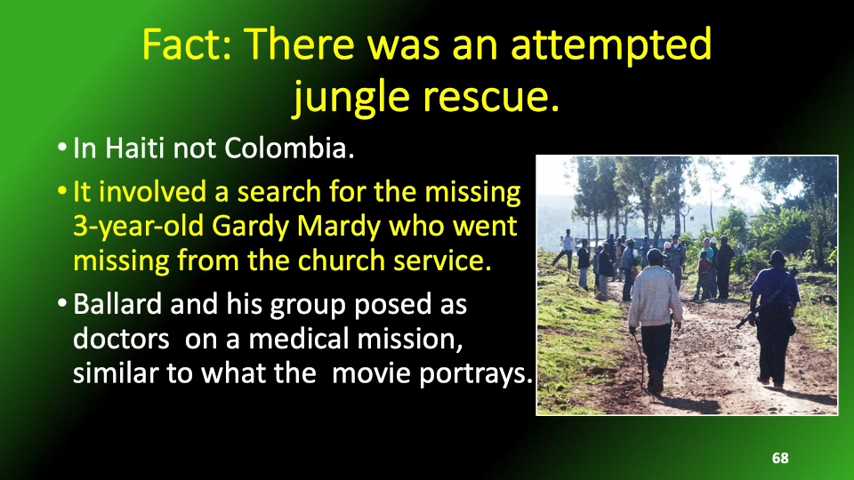 Fact: There was an attempted
jungle rescue.
• In Haiti not Colombia.
• It involved a search for the missing
3-year-old Gardy Mardy who went
missing from the church service.
• Ballard and his group posed as
doctors  on a medical mission,
similar to what the  movie portrays.
68